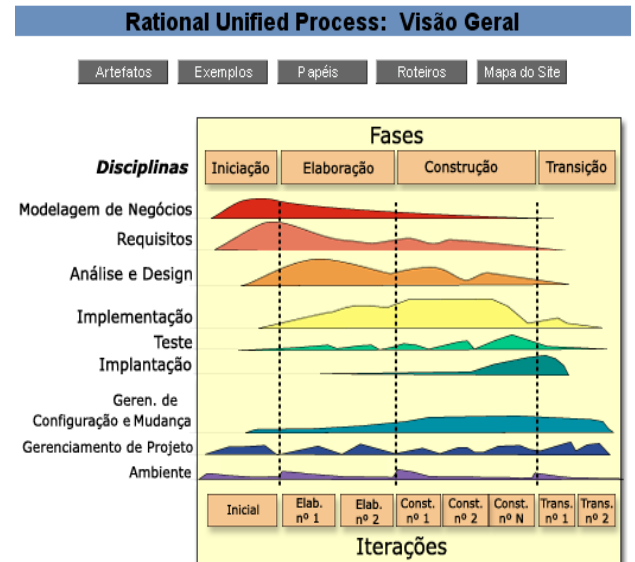 Rational Unified Process: Visão Geral
Artefatos Exemplos Papéis Roteiros Mapa do Site
Fases
Disciplinas Iniciação Elaboração Construção Transição
Modelagem de Negócios
Requisitos
Análise e Design
Implementação
Teste
Implantação
Geren. de
Configuração e Mudança
Gerenciamento de Projeto
Ambiente
Inicial Elab. nº 1 Elab. nº 2 Const. nº 1 Const. nº 2 Const. nº N Trans. nº 1 Trans. nº 2
Iterações